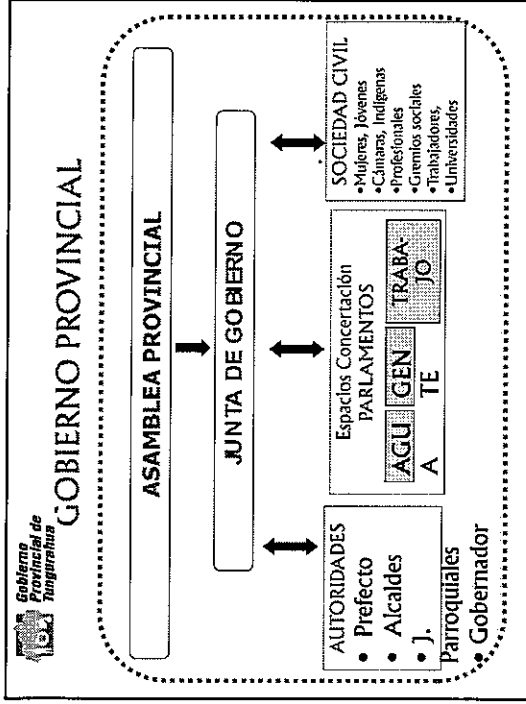 Gobierno
Provincial de
Tungurahua
GOBIERNO PROVINCIAL
ASAMBLEA PROVINCIAL
JUNTA DE GOBIERNO
AUTORIDADES
• Prefecto
• Alcaldes
• J.
Parroquiales
• Gobernador
Espacios Concertación
PARLAMENTOS
AGU
A
GEN
TE
TRABA-
JO
SOCIEDAD CIVIL
• Mujeres, Jóvenes
• Cámaras, Indígenas
• Profesionales
• Gremios sociales
• Trabajadores,
• Universidades